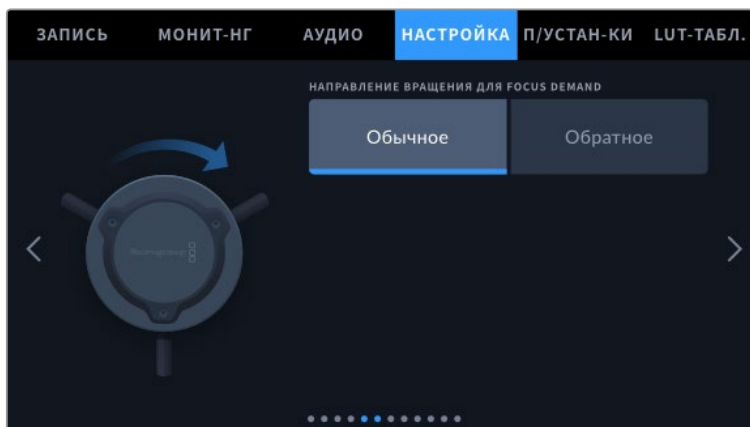 ЗАПИСЬ МОНИТ-НГ АУДИО НАСТРОЙКА П/УСТАН-КИ LUT-ТАБЛ.
НАПРАВЛЕНИЕ ВРАЩЕНИЯ ДЛЯ FOCUS DEMAND
Обычное Обратное